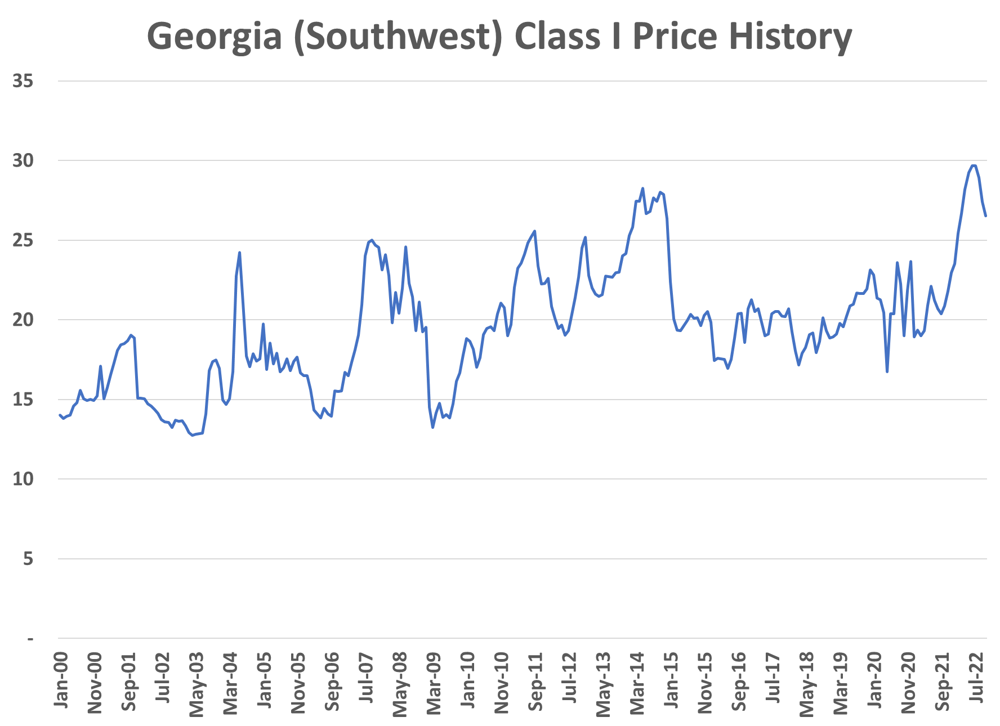 Georgia (Southwest) Class I Price History
35
30
25
20
15
10
5
-
Jan-00
Nov-00
Sep-01
Jul-02
May-03
Mar-04
Jan-05
Nov-05
Sep-06
Jul-07
May-08
Mar-09
Jan-10
Nov-10
Sep-11
Jul-12
May-13
Mar-14
Jan-15
Nov-15
Sep-16
Jul-17
May-18
Mar-19
Jan-20
Nov-20
Sep-21
Jul-22